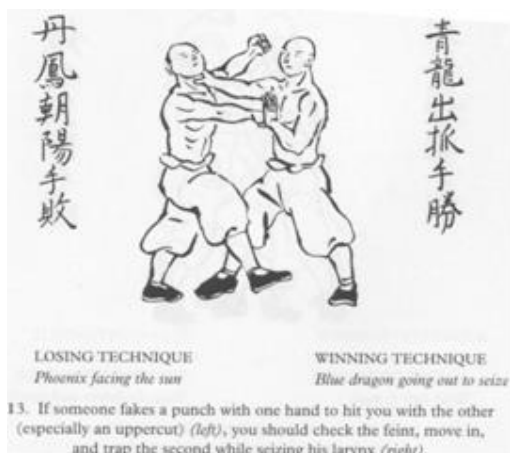 丹鳳朝陽手敗
青龍出抓手勝
LOSING TECHNIQUE
Phoenix facing the sun
WINNING TECHNIQUE
Blue dragon going out to seize
13. If someone fakes a punch with one hand to hit you with the other
(especially an uppercut) (left), you should check the feint, move in,
and trap the second while seizing his larynx (right)